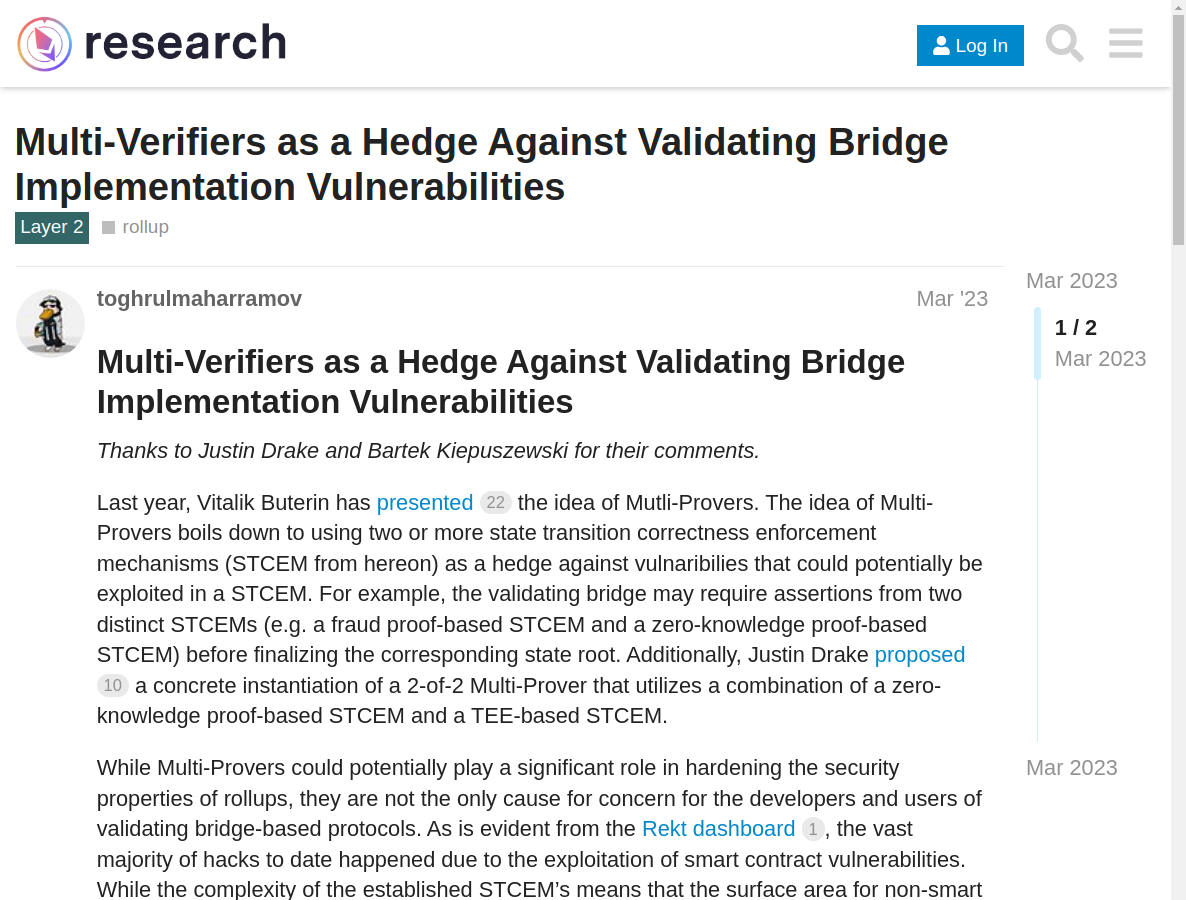 research
Log In
Multi-Verifiers as a Hedge Against Validating Bridge
Implementation Vulnerabilities
Layer 2 rollup
toghrulmaharramov Mar '23
Multi-Verifiers as a Hedge Against Validating Bridge
Implementation Vulnerabilities
Thanks to Justin Drake and Bartek Kiepuszewski for their comments.
Last year, Vitalik Buterin has presented 22 the idea of Mutli-Provers. The idea of Multi-
Provers boils down to using two or more state transition correctness enforcement
mechanisms (STCEM from hereon) as a hedge against vulnaribilies that could potentially be
exploited in a STCEM. For example, the validating bridge may require assertions from two
distinct STCEMs (e.g. a fraud proof-based STCEM and a zero-knowledge proof-based
STCEM) before finalizing the corresponding state root. Additionally, Justin Drake proposed
10 a concrete instantiation of a 2-of-2 Multi-Prover that utilizes a combination of a zero-
knowledge proof-based STCEM and a TEE-based STCEM.
While Multi-Provers could potentially play a significant role in hardening the security
properties of rollups, they are not the only cause for concern for the developers and users of
validating bridge-based protocols. As is evident from the Rekt dashboard 1, the vast
majority of hacks to date happened due to the exploitation of smart contract vulnerabilities.
While the complexity of the established STCEM’s means that the surface area for non-smart
Mar 2023
1 / 2
Mar 2023
Mar 2023